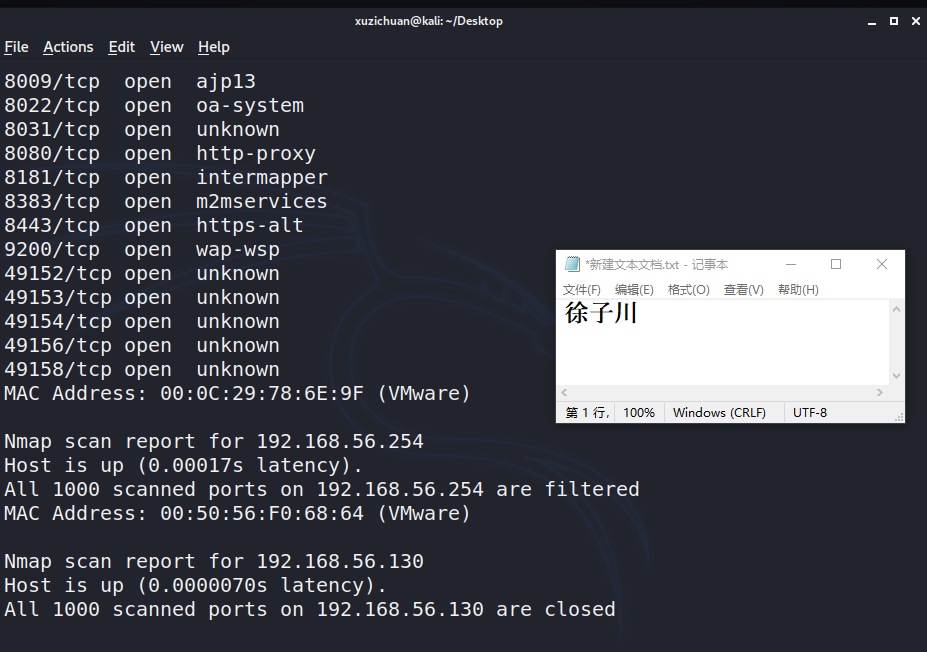 xuzichuan@kali: ~/Desktop
File Actions Edit View Help
8009/tcp open ajp13
8022/tcp open oa-system
8031/tcp open unknown
8080/tcp open http-proxy
8181/tcp open intermapper
8383/tcp open m2mservices
8443/tcp open https-alt
9200/tcp open wap-wsp
49152/tcp open unknown
49153/tcp open unknown
49154/tcp open unknown
49156/tcp open unknown
49158/tcp open unknown
MAC Address: 00:0C:29:78:6E:9F (VMware)
Nmap scan report for 192.168.56.254
Host is up (0.00017s latency).
All 1000 scanned ports on 192.168.56.254 are filtered
MAC Address: 00:50:56:F0:68:64 (VMware)
Nmap scan report for 192.168.56.130
Host is up (0.0000070s latency).
All 1000 scanned ports on 192.168.56.130 are closed
*新建文本文档.txt - 记事本
文件(F) 编辑(E) 格式(O) 查看(V) 帮助(H)
徐子川
第 1 行, 100% Windows (CRLF) UTF-8